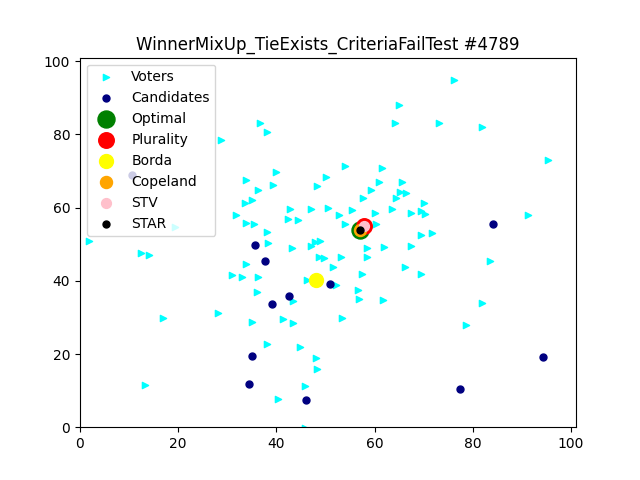 WinnerMixUp_TieExists_CriteriaFailTest #4789
100
80
60
40
20
0
Voters
Candidates
Optimal
Plurality
Borda
Copeland
STV
STAR
0 20 40 60 80 100